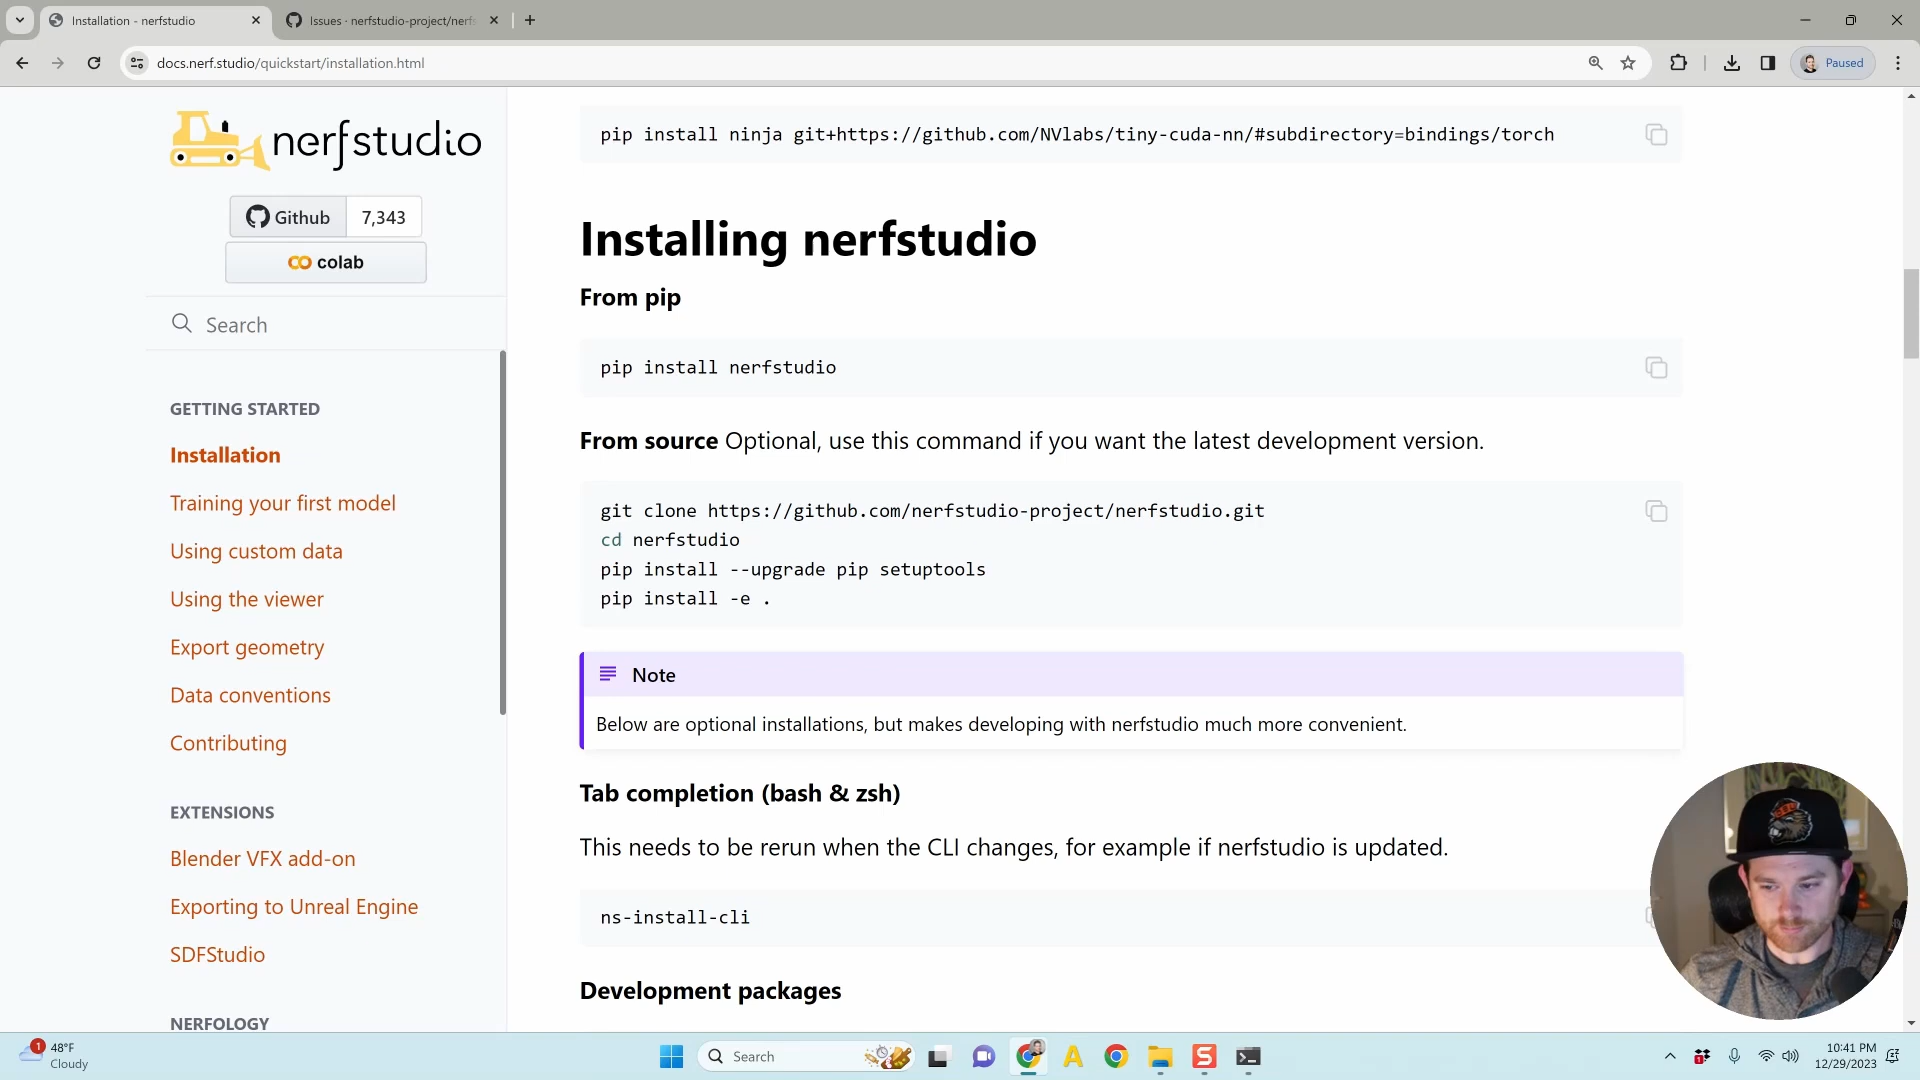 Installation - nerfstudio
Issues · nerfstudio-project/nerfs
docs.nerf.studio/quickstart/installation.html
Paused
nerfstudio
Github 7,343
colab
Search
GETTING STARTED
Installation
Training your first model
Using custom data
Using the viewer
Export geometry
Data conventions
Contributing
EXTENSIONS
Blender VFX add-on
Exporting to Unreal Engine
SDFStudio
NERFOLOGY
pip install ninja git+https://github.com/NVlabs/tiny-cuda-nn/#subdirectory=bindings/torch
Installing nerfstudio
From pip
pip install nerfstudio
From source Optional, use this command if you want the latest development version.
git clone https://github.com/nerfstudio-project/nerfstudio.git
cd nerfstudio
pip install --upgrade pip setuptools
pip install -e .
Note
Below are optional installations, but makes developing with nerfstudio much more convenient.
Tab completion (bash & zsh)
This needs to be rerun when the CLI changes, for example if nerfstudio is updated.
ns-install-cli
Development packages
1
48°F
Cloudy
Search
10:41 PM
12/29/2023